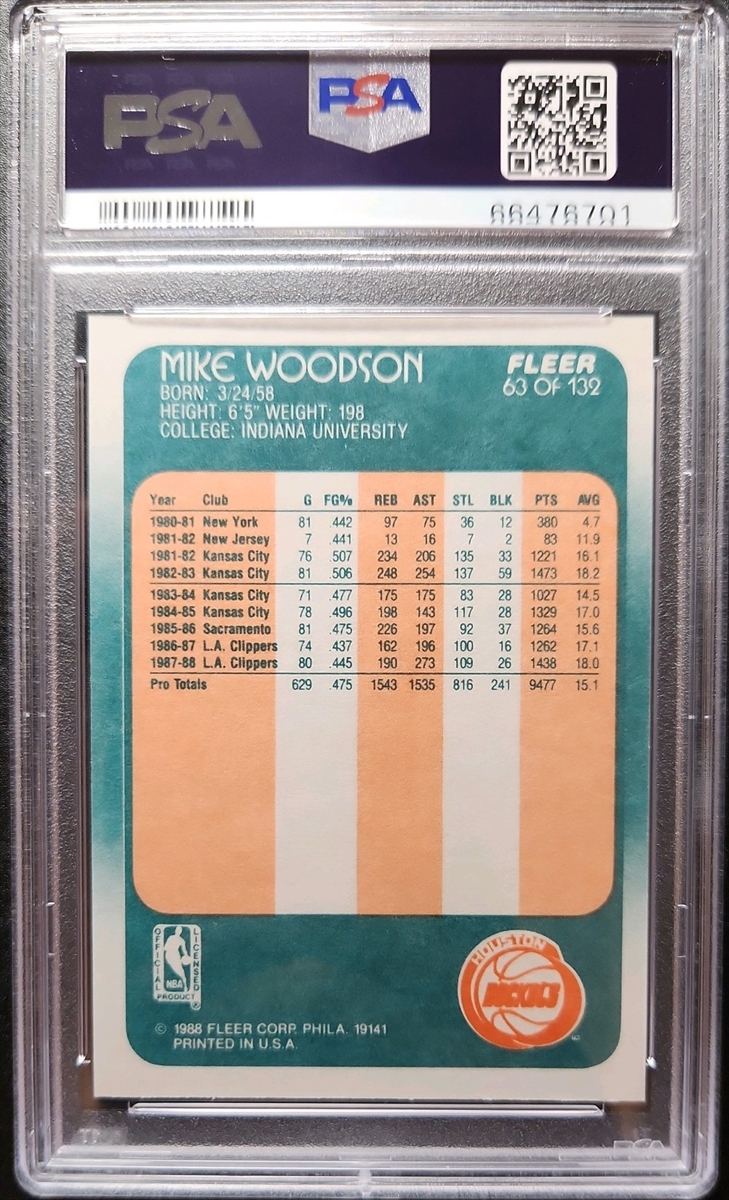 PSA PSA
66476701
MIKE WOODSON
BORN: 3/24/58
HEIGHT: 6'5" WEIGHT: 198
COLLEGE: INDIANA UNIVERSITY
FLEER
63 OF 132
Year Club G FG% REB AST STL BLK PTS AVG
1980-81 New York 81 .442 97 75 36 12 380 4.7
1981-82 New Jersey 7 .441 13 16 7 2 83 11.9
1981-82 Kansas City 76 .507 234 206 135 33 1221 16.1
1982-83 Kansas City 81 .506 248 254 137 59 1473 18.2
1983-84 Kansas City 71 .477 175 175 83 28 1027 14.5
1984-85 Kansas City 78 .496 198 143 117 28 1329 17.0
1985-86 Sacramento 81 .475 226 197 92 37 1264 15.6
1986-87 L.A. Clippers 74 .437 162 196 100 16 1262 17.1
1987-88 L.A. Clippers 80 .445 190 273 109 26 1438 18.0
Pro Totals 629 .475 1543 1535 816 241 9477 15.1
OFFICIAL LICENSED
NBA
PRODUCT ®
HOUSTON
ROCKETS
© 1988 FLEER CORP. PHILA. 19141
PRINTED IN U.S.A.
PSA